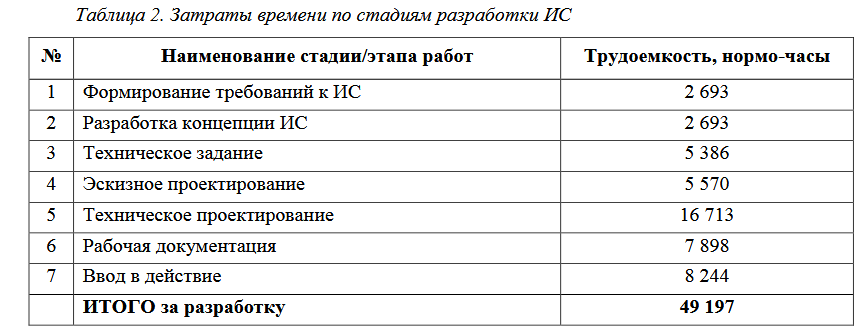 Таблица 2. Затраты времени по стадиям разработки ИС
№ Наименование стадии/этапа работ Трудоемкость, нормо-часы
1 Формирование требований к ИС 2 693
2 Разработка концепции ИС 2 693
3 Техническое задание 5 386
4 Эскизное проектирование 5 570
5 Техническое проектирование 16 713
6 Рабочая документация 7 898
7 Ввод в действие 8 244
ИТОГО за разработку 49 197